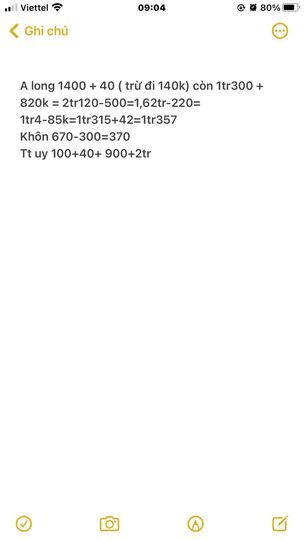 Viettel 09:04 80%
Ghi chú
A long 1400 + 40 ( trừ đi 140k) còn 1tr300 +
820k = 2tr120-500=1,62tr-220=
1tr4-85k=1tr315+42=1tr357
Khôn 670-300=370
Tt uy 100+40+ 900+2tr